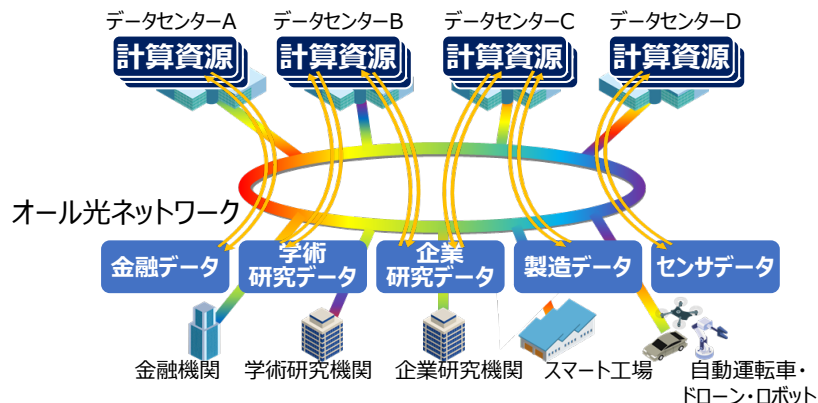 データセンターA
データセンターB
データセンターC
データセンターD
計算資源
計算資源
計算資源
計算資源
オール光ネットワーク
金融データ
学術
研究データ
企業
研究データ
製造データ
センサデータ
金融機関
学術研究機関
企業研究機関
スマート工場
自動運転車・
ドローン・ロボット